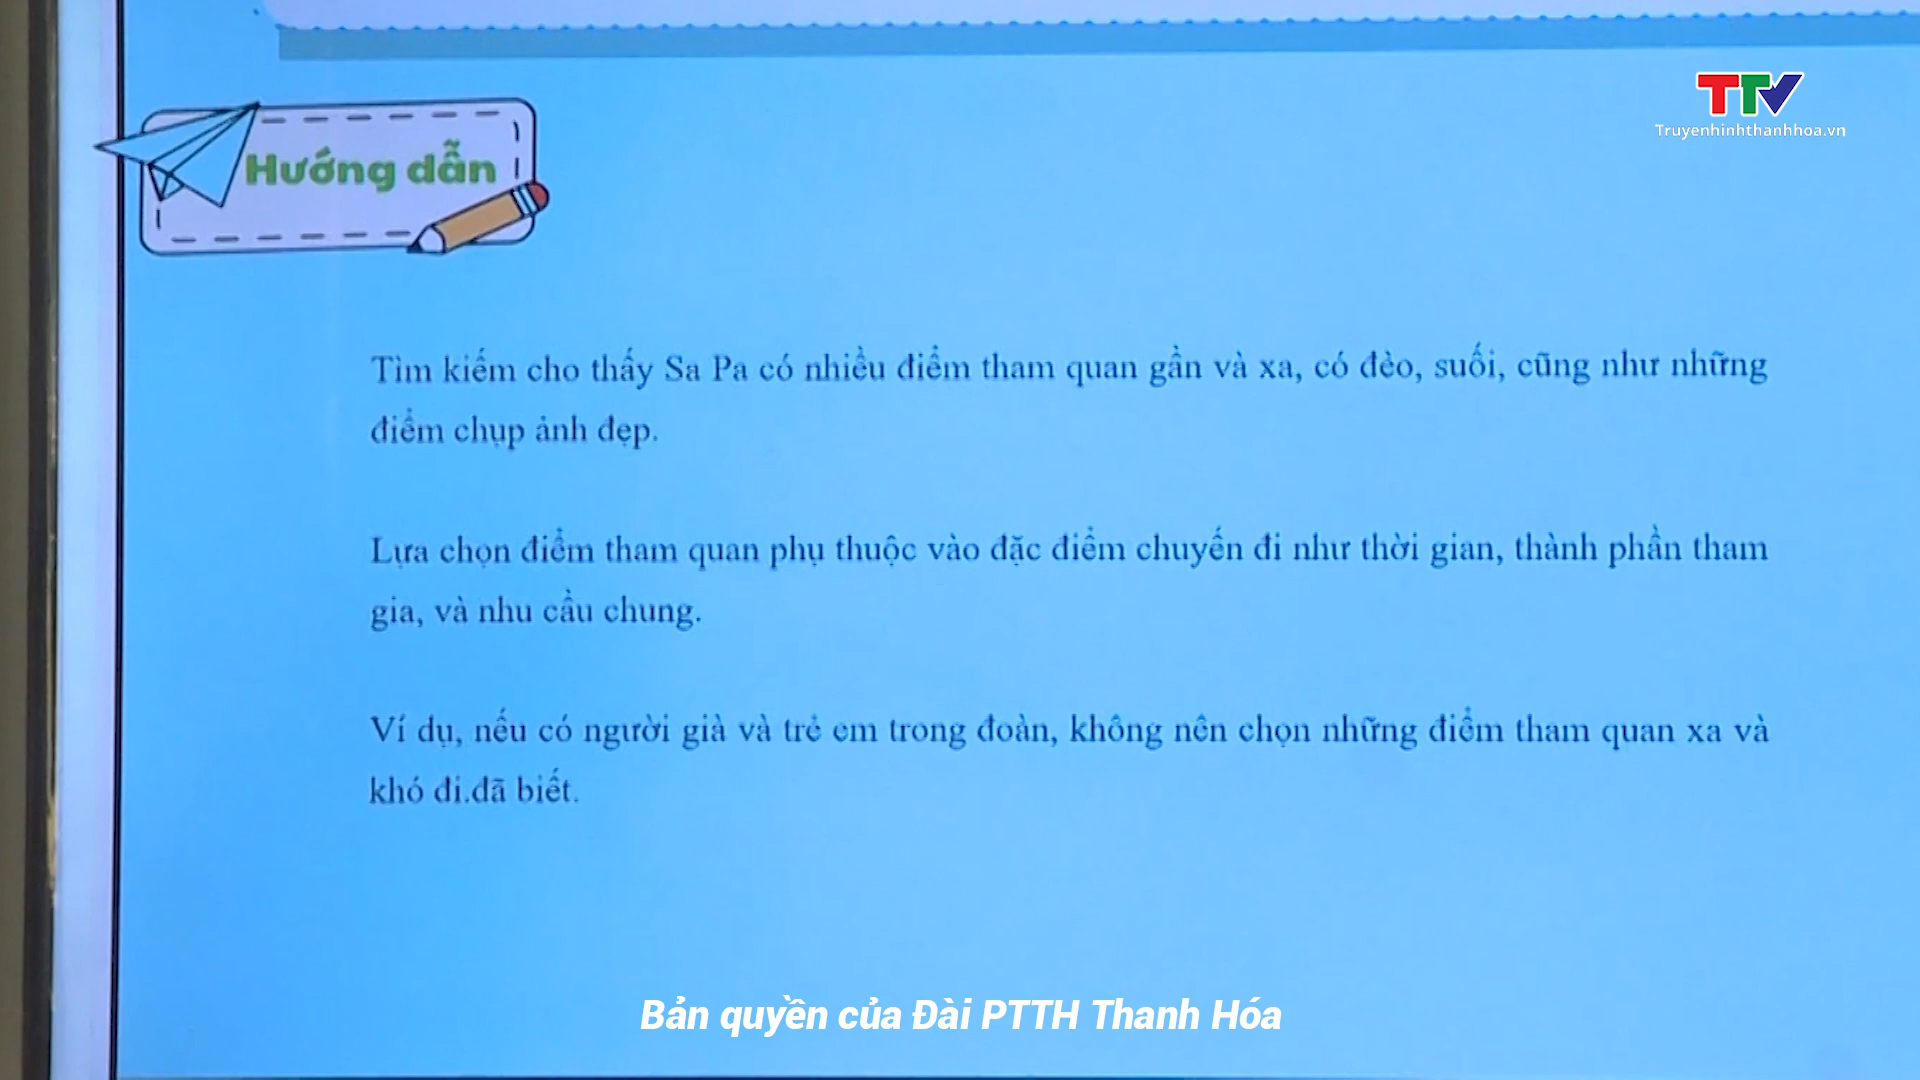 TTV
Truyenhinhthanhhoa.vn
Hướng dẫn
Tìm kiếm cho thấy Sa Pa có nhiều điểm tham quan gần và xa, có đèo, suối, cũng như những
điểm chụp ảnh đẹp.
Lựa chọn điểm tham quan phụ thuộc vào đặc điểm chuyến đi như thời gian, thành phần tham
gia, và nhu cầu chung.
Ví dụ, nếu có người già và trẻ em trong đoàn, không nên chọn những điểm tham quan xa và
khó đi.đã biết.
Bản quyền của Đài PTTH Thanh Hóa